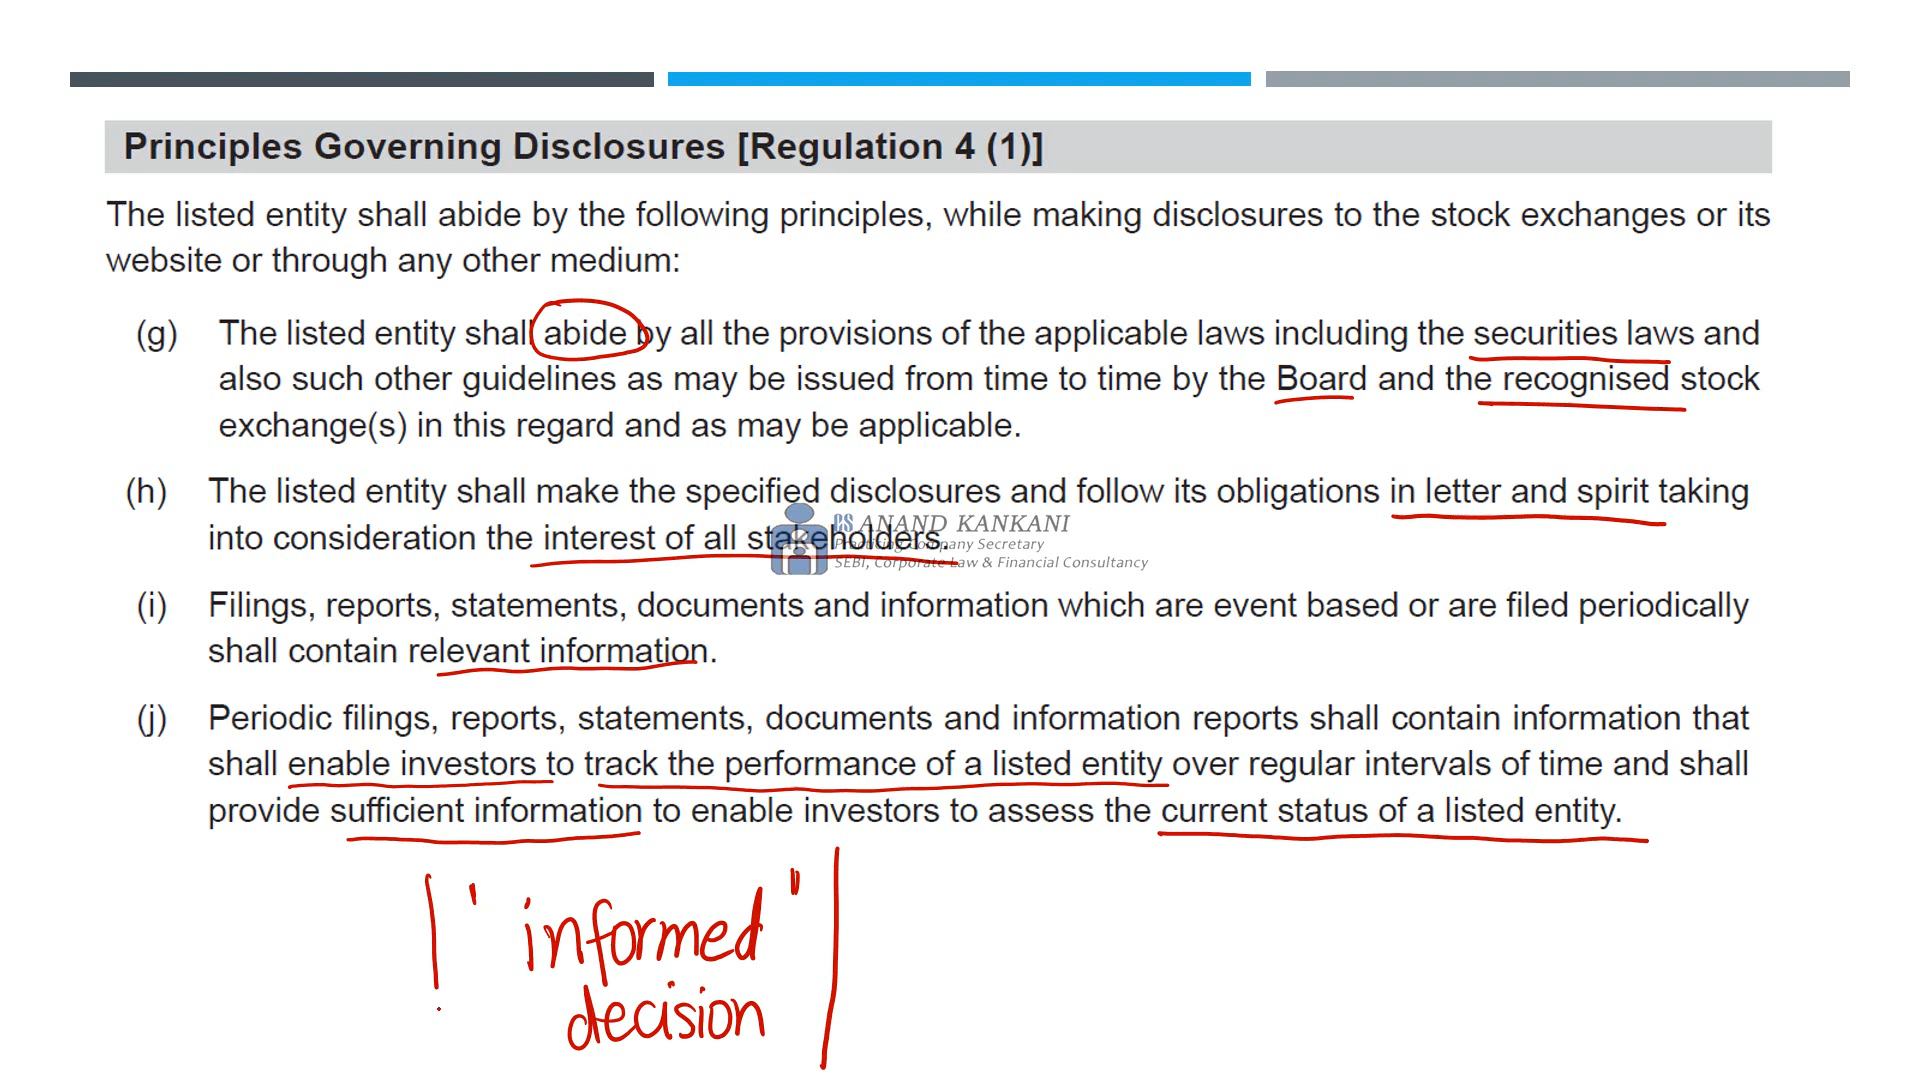 Principles Governing Disclosures [Regulation 4 (1)]
The listed entity shall abide by the following principles, while making disclosures to the stock exchanges or its
website or through any other medium:
(g) The listed entity shall abide by all the provisions of the applicable laws including the securities laws and
also such other guidelines as may be issued from time to time by the Board and the recognised stock
exchange(s) in this regard and as may be applicable.
(h) The listed entity shall make the specified disclosures and follow its obligations in letter and spirit taking
into consideration the interest of all stakeholders.
PS ANAND KANKANI
Practising Company Secretary
SEBI, Corporate Law & Financial Consultancy
(i) Filings, reports, statements, documents and information which are event based or are filed periodically
shall contain relevant information.
(j) Periodic filings, reports, statements, documents and information reports shall contain information that
shall enable investors to track the performance of a listed entity over regular intervals of time and shall
provide sufficient information to enable investors to assess the current status of a listed entity.
"informed"
decision